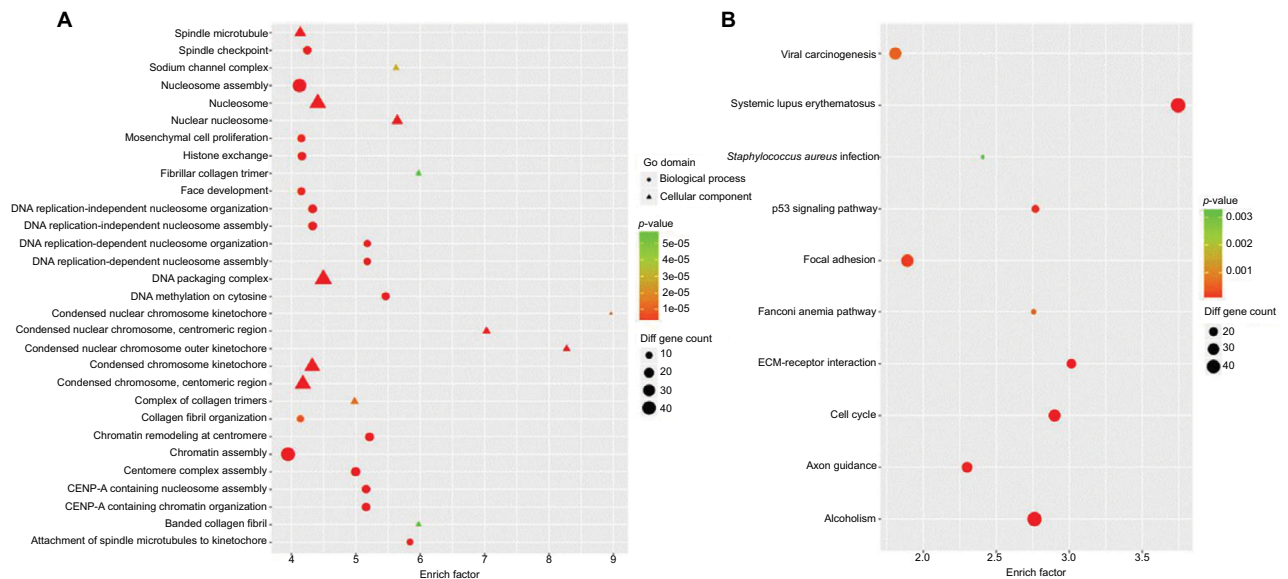 A
Spindle microtubule
Spindle checkpoint
Sodium channel complex
Nucleosome assembly
Nucleosome
Nuclear nucleosome
Mosenchymal cell proliferation
Histone exchange
Fibrillar collagen trimer
Face development
DNA replication-independent nucleosome organization
DNA replication-independent nucleosome assembly
DNA replication-dependent nucleosome organization
DNA replication-dependent nucleosome assembly
DNA packaging complex
DNA methylation on cytosine
Condensed nuclear chromosome kinetochore
Condensed nuclear chromosome, centromeric region
Condensed nuclear chromosome outer kinetochore
Condensed chromosome kinetochore
Condensed chromosome, centomeric region
Complex of collagen trimers
Collagen fibril organization
Chromatin remodeling at centromere
Chromatin assembly
Centomere complex assembly
CENP-A containing nucleosome assembly
CENP-A containing chromatin organization
Banded collagen fibril
Attachment of spindle microtubules to kinetochore
4 5 6 7 8 9
Enrich factor
Go domain
Biological process
Cellular component
p-value
5e-05
4e-05
3e-05
2e-05
1e-05
Diff gene count
10
20
30
40
B
Viral carcinogenesis
Systemic lupus erythematosus
Staphylococcus aureus infection
p53 signaling pathway
Focal adhesion
Fanconi anemia pathway
ECM-receptor interaction
Cell cycle
Axon guidance
Alcoholism
2.0 2.5 3.0 3.5
Enrich factor
p-value
0.003
0.002
0.001
Diff gene count
20
30
40